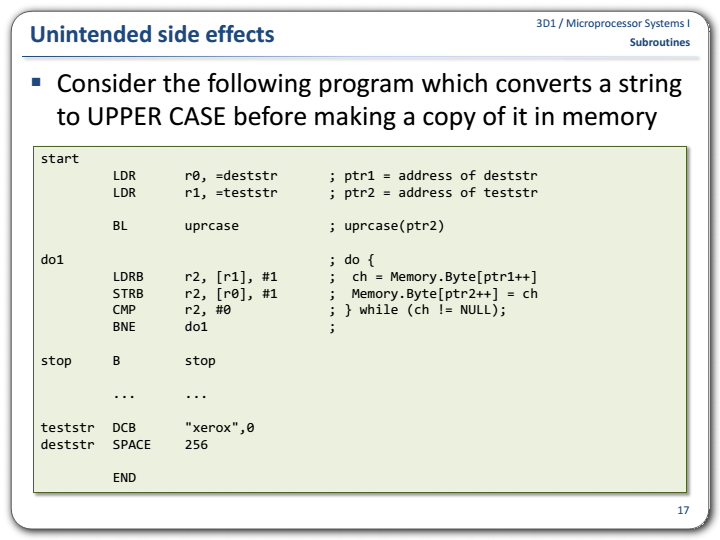 Unintended side effects
3D1 / Microprocessor Systems I
Subroutines
▪ Consider the following program which converts a string
to UPPER CASE before making a copy of it in memory
start
LDR r0, =deststr ; ptr1 = address of deststr
LDR r1, =teststr ; ptr2 = address of teststr
BL uprcase ; uprcase(ptr2)
do1 ; do {
LDRB r2, [r1], #1 ; ch = Memory.Byte[ptr1++]
STRB r2, [r0], #1 ; Memory.Byte[ptr2++] = ch
CMP r2, #0 ; } while (ch != NULL);
BNE do1 ;
stop B stop
... ...
teststr DCB "xerox",0
deststr SPACE 256
END
17